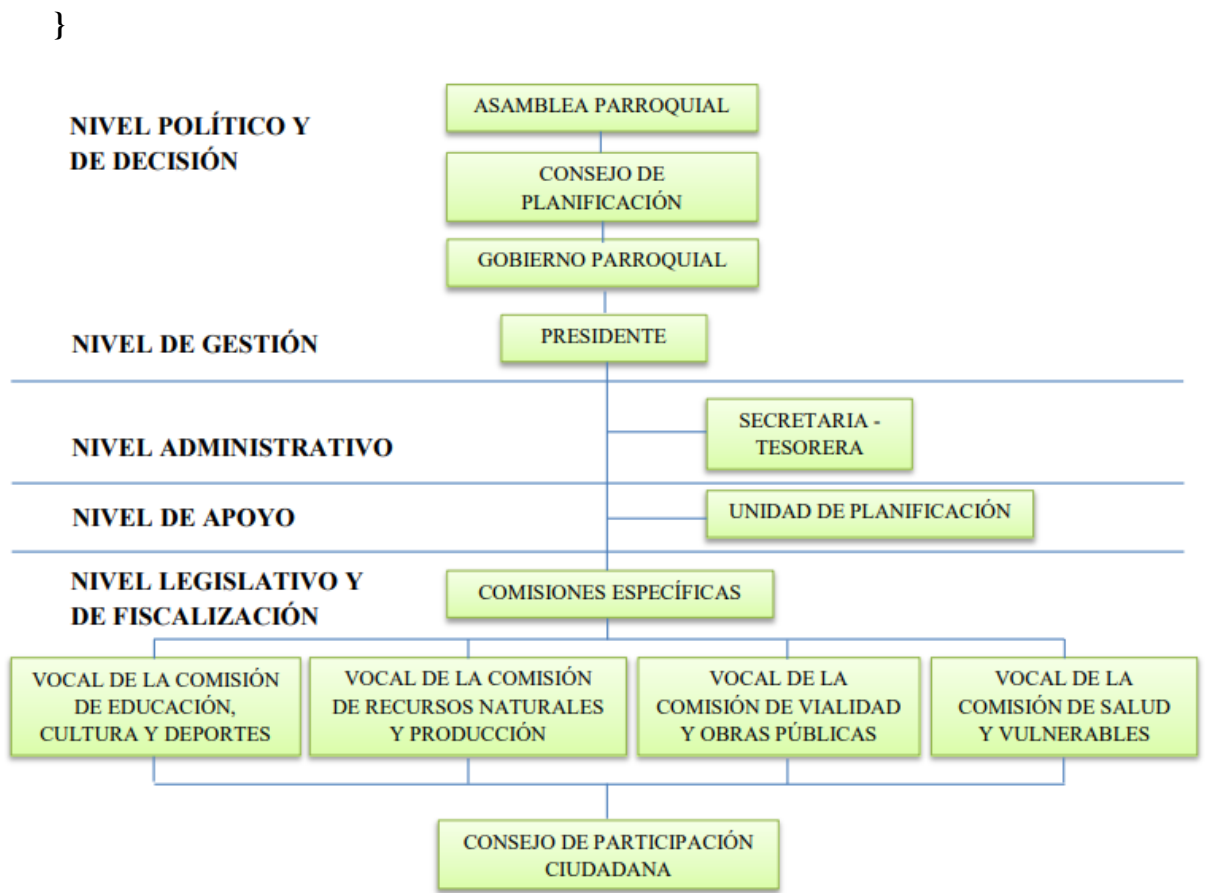 }
ASAMBLEA PARROQUIAL
NIVEL POLÍTICO Y
DE DECISIÓN
CONSEJO DE
PLANIFICACIÓN
GOBIERNO PARROQUIAL
NIVEL DE GESTIÓN
PRESIDENTE
NIVEL ADMINISTRATIVO
SECRETARIA -
TESORERA
NIVEL DE APOYO
UNIDAD DE PLANIFICACIÓN
NIVEL LEGISLATIVO Y
DE FISCALIZACIÓN
COMISIONES ESPECÍFICAS
VOCAL DE LA COMISIÓN
DE EDUCACIÓN,
CULTURA Y DEPORTES
VOCAL DE LA COMISIÓN
DE RECURSOS NATURALES
Y PRODUCCIÓN
VOCAL DE LA
COMISIÓN DE VIALIDAD
Y OBRAS PÚBLICAS
VOCAL DE LA
COMISIÓN DE SALUD
Y VULNERABLES
CONSEJO DE PARTICIPACIÓN
CIUDADANA